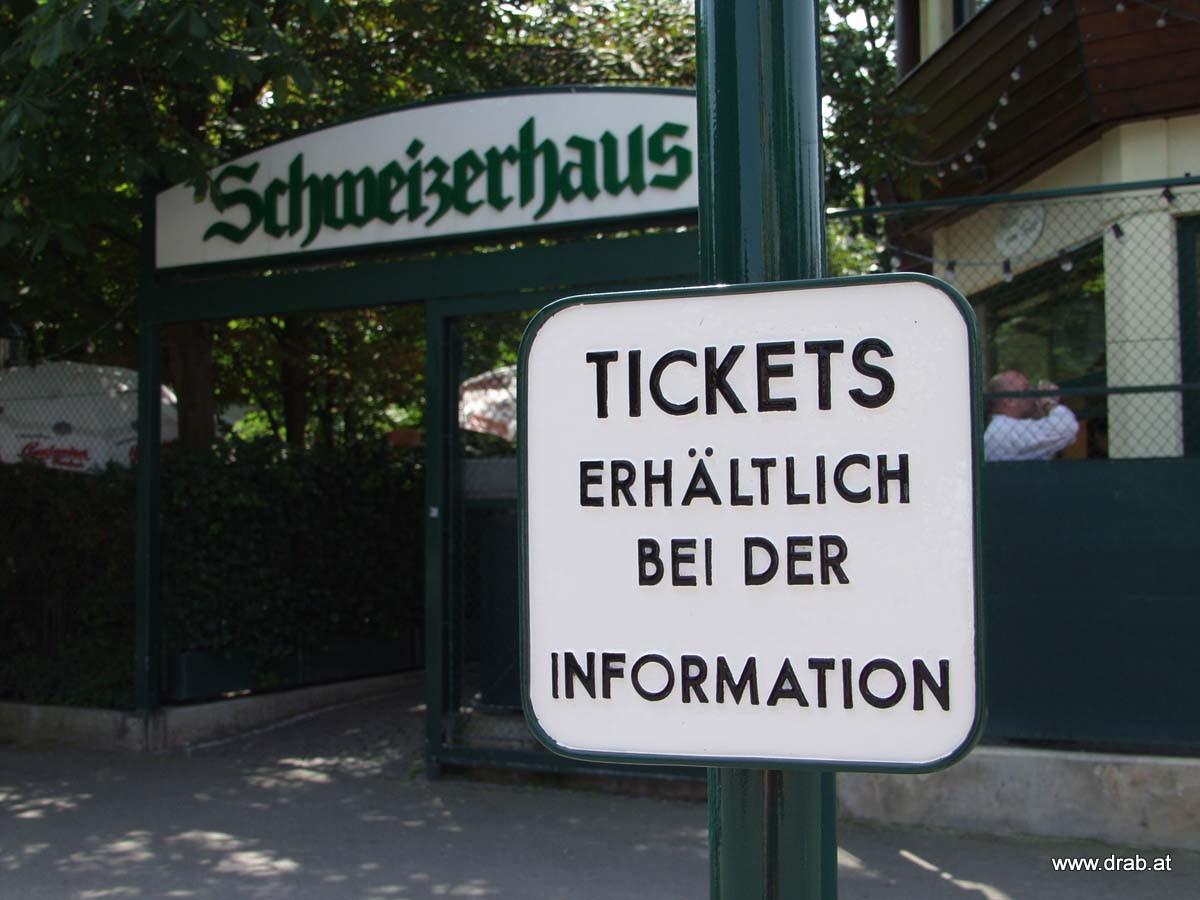 Schweizerhaus
TICKETS
ERHÄLTLICH
BEI DER
INFORMATION
www.drab.at